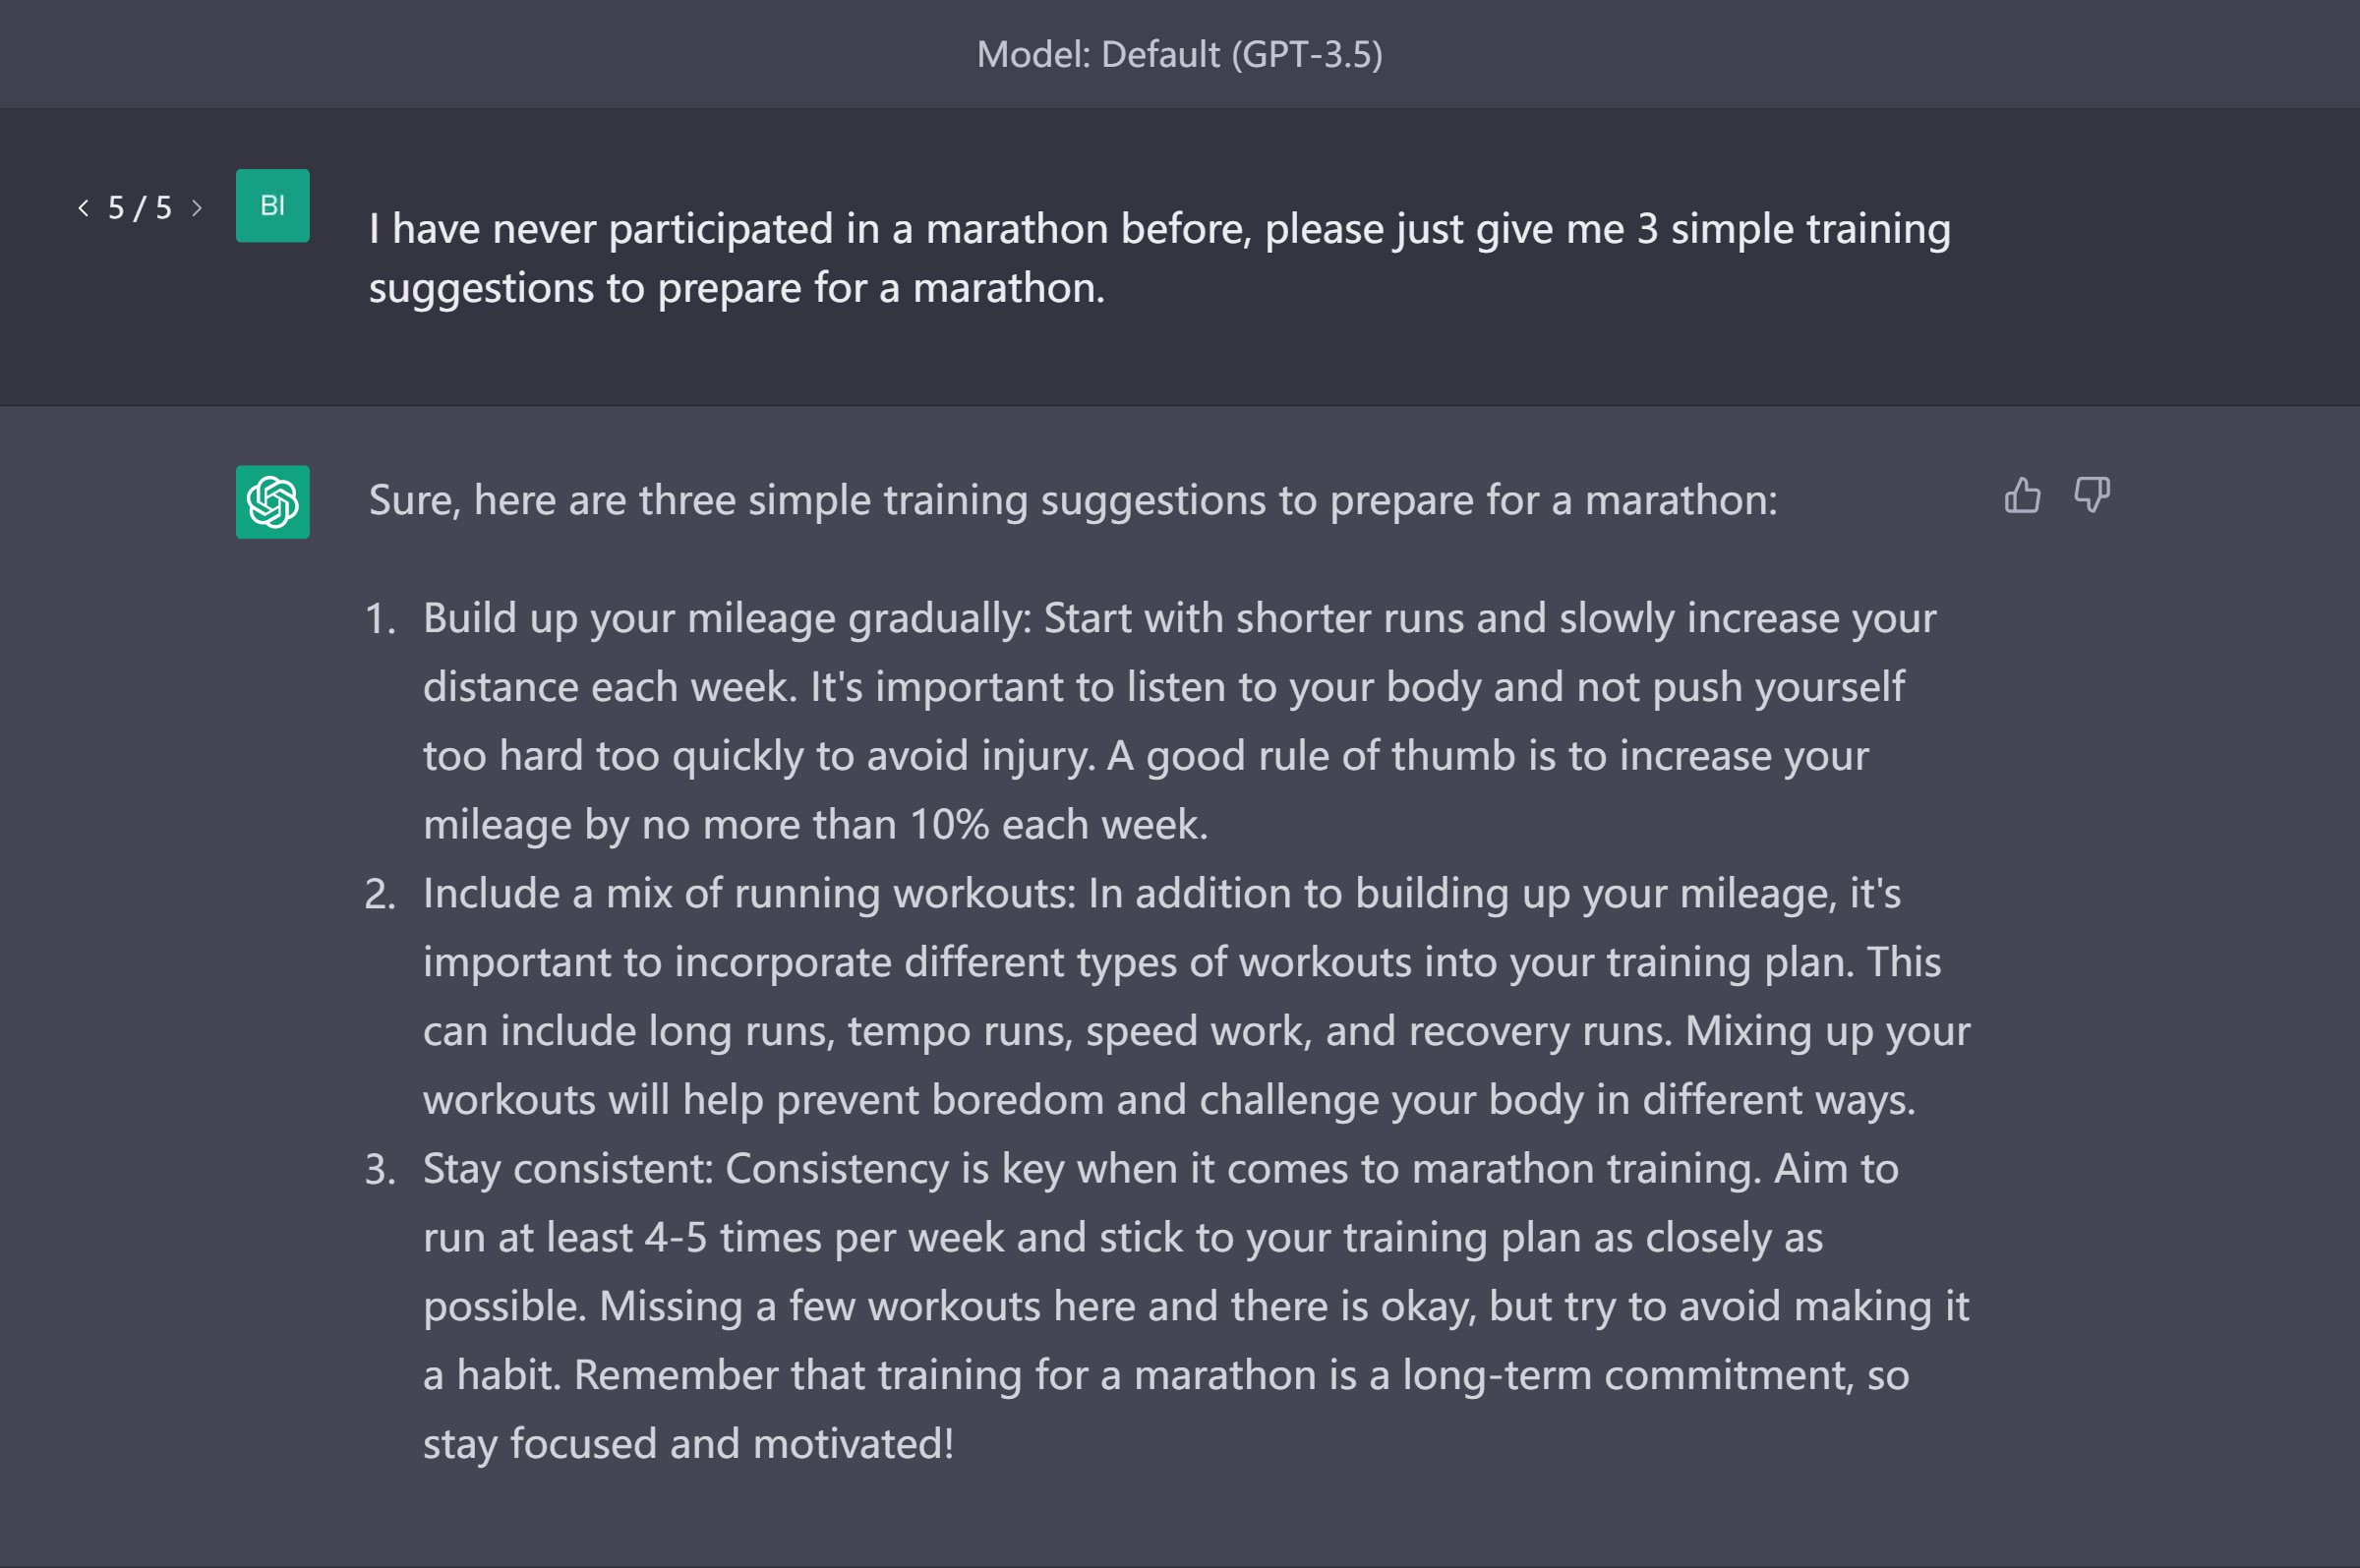 Model: Default (GPT-3.5)
< 5 / 5 >
BI
I have never participated in a marathon before, please just give me 3 simple training
suggestions to prepare for a marathon.
Sure, here are three simple training suggestions to prepare for a marathon:
1. Build up your mileage gradually: Start with shorter runs and slowly increase your
distance each week. It's important to listen to your body and not push yourself
too hard too quickly to avoid injury. A good rule of thumb is to increase your
mileage by no more than 10% each week.
2. Include a mix of running workouts: In addition to building up your mileage, it's
important to incorporate different types of workouts into your training plan. This
can include long runs, tempo runs, speed work, and recovery runs. Mixing up your
workouts will help prevent boredom and challenge your body in different ways.
3. Stay consistent: Consistency is key when it comes to marathon training. Aim to
run at least 4-5 times per week and stick to your training plan as closely as
possible. Missing a few workouts here and there is okay, but try to avoid making it
a habit. Remember that training for a marathon is a long-term commitment, so
stay focused and motivated!